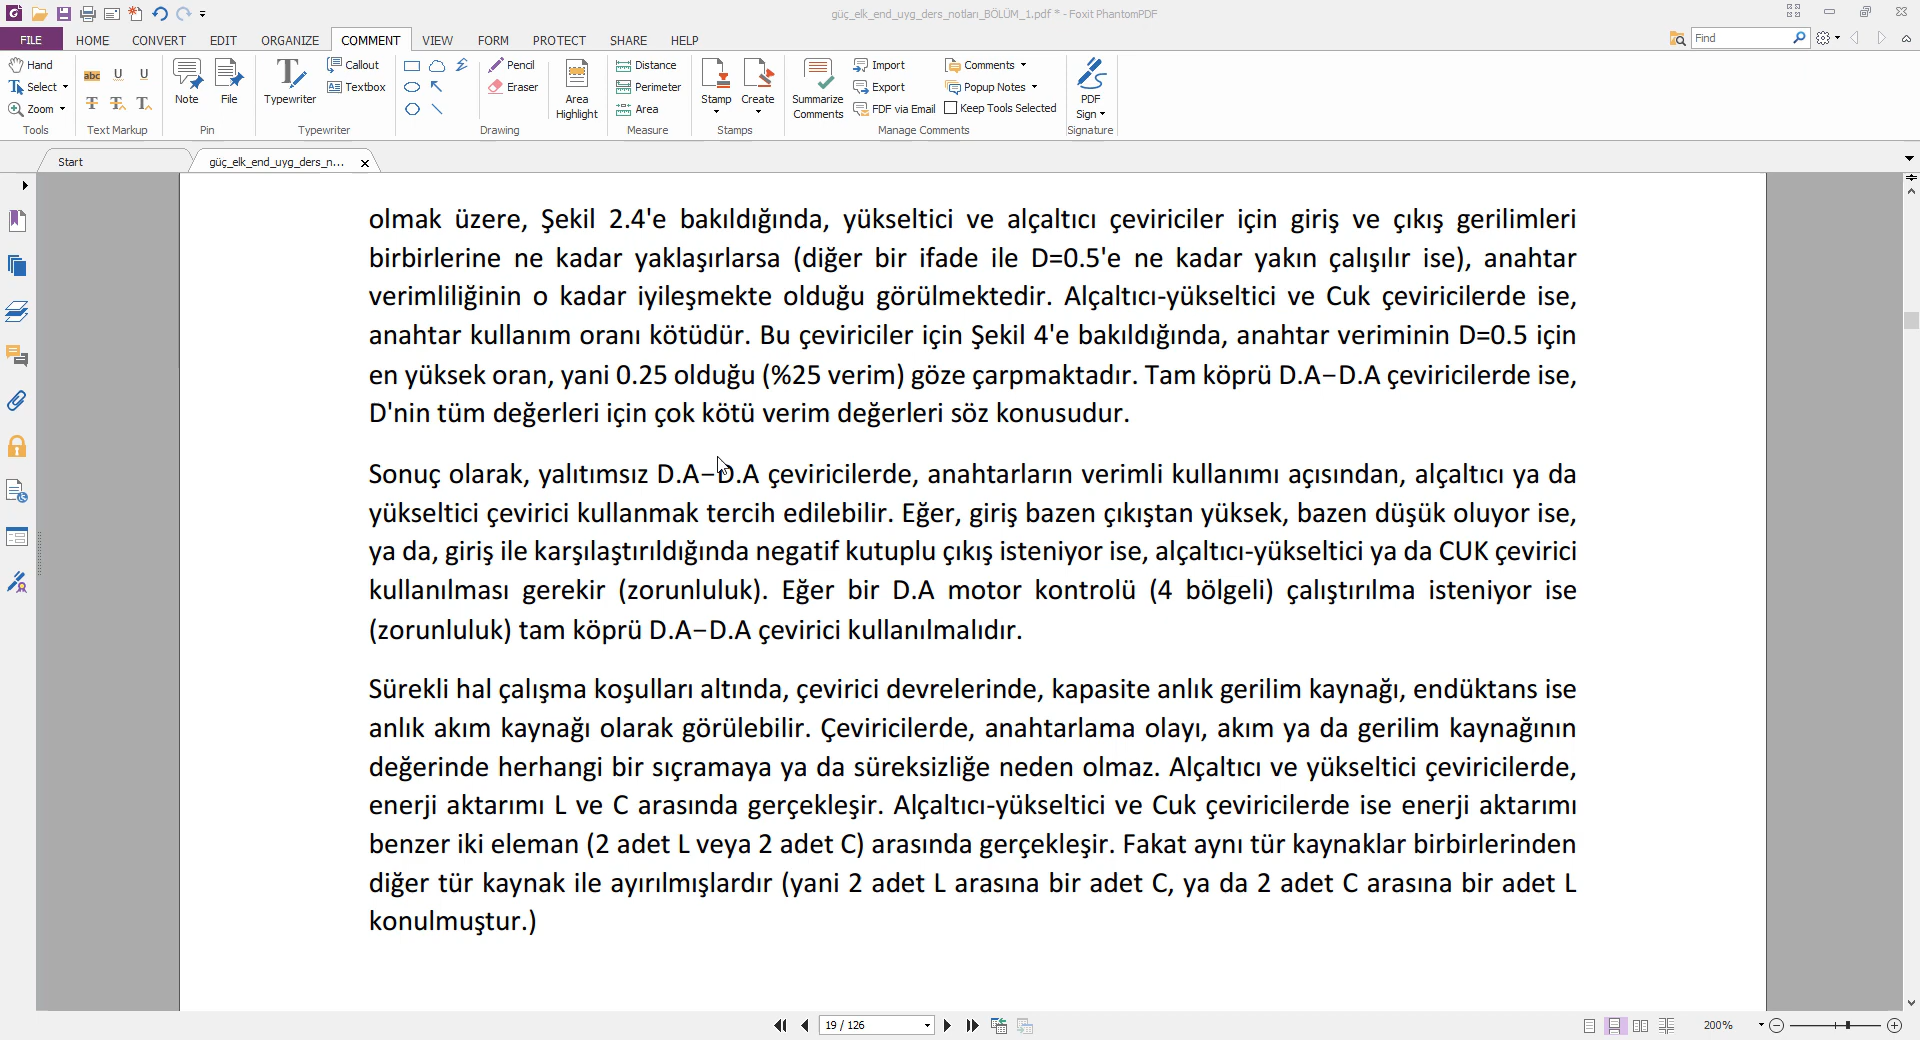 güç_elk_end_uyg_ders_notları_BÖLÜM_1.pdf * - Foxit PhantomPDF
FILE HOME CONVERT EDIT ORGANIZE COMMENT VIEW FORM PROTECT SHARE HELP Find
Hand Callout Pencil Distance Import Comments
Select Note File Typewriter Textbox Eraser Area Highlight Perimeter Stamp Create Summarize Comments Export Popup Notes PDF Sign
Zoom Area FDF via Email Keep Tools Selected
Tools Text Markup Pin Typewriter Drawing Measure Stamps Manage Comments Signature
Start güç_elk_end_uyg_ders_n...
olmak üzere, Şekil 2.4'e bakıldığında, yükseltici ve alçaltıcı çeviriciler için giriş ve çıkış gerilimleri
birbirlerine ne kadar yaklaşırlarsa (diğer bir ifade ile D=0.5'e ne kadar yakın çalışılır ise), anahtar
verimliliğinin o kadar iyileşmekte olduğu görülmektedir. Alçaltıcı-yükseltici ve Cuk çeviricilerde ise,
anahtar kullanım oranı kötüdür. Bu çeviriciler için Şekil 4'e bakıldığında, anahtar veriminin D=0.5 için
en yüksek oran, yani 0.25 olduğu (%25 verim) göze çarpmaktadır. Tam köprü D.A–D.A çeviricilerde ise,
D'nin tüm değerleri için çok kötü verim değerleri söz konusudur.
Sonuç olarak, yalıtımsız D.A–D.A çeviricilerde, anahtarların verimli kullanımı açısından, alçaltıcı ya da
yükseltici çevirici kullanmak tercih edilebilir. Eğer, giriş bazen çıkıştan yüksek, bazen düşük oluyor ise,
ya da, giriş ile karşılaştırıldığında negatif kutuplu çıkış isteniyor ise, alçaltıcı-yükseltici ya da CUK çevirici
kullanılması gerekir (zorunluluk). Eğer bir D.A motor kontrolü (4 bölgeli) çalıştırılma isteniyor ise
(zorunluluk) tam köprü D.A–D.A çevirici kullanılmalıdır.
Sürekli hal çalışma koşulları altında, çevirici devrelerinde, kapasite anlık gerilim kaynağı, endüktans ise
anlık akım kaynağı olarak görülebilir. Çeviricilerde, anahtarlama olayı, akım ya da gerilim kaynağının
değerinde herhangi bir sıçramaya ya da süreksizliğe neden olmaz. Alçaltıcı ve yükseltici çeviricilerde,
enerji aktarımı L ve C arasında gerçekleşir. Alçaltıcı-yükseltici ve Cuk çeviricilerde ise enerji aktarımı
benzer iki eleman (2 adet L veya 2 adet C) arasında gerçekleşir. Fakat aynı tür kaynaklar birbirlerinden
diğer tür kaynak ile ayırılmışlardır (yani 2 adet L arasına bir adet C, ya da 2 adet C arasına bir adet L
konulmuştur.)
19 / 126 200%